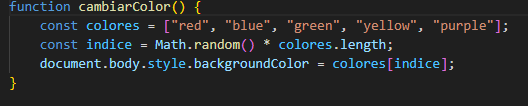 function cambiarColor() {
    const colores = ["red", "blue", "green", "yellow", "purple"];
    const indice = Math.random() * colores.length;
    document.body.style.backgroundColor = colores[indice];
}